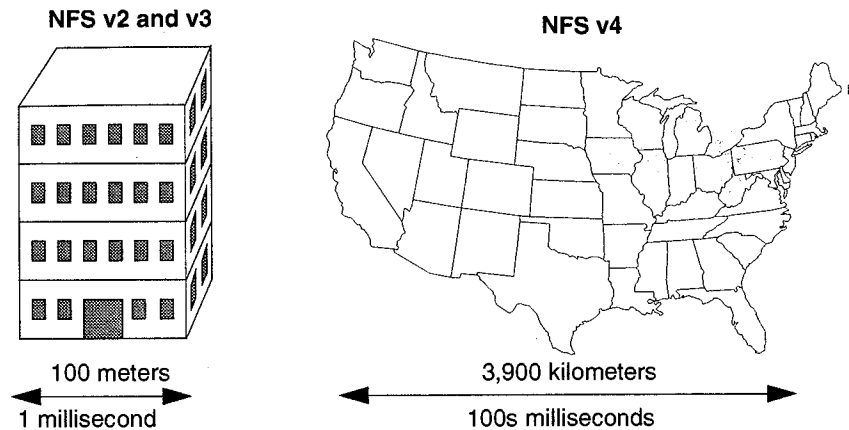 NFS v2 and v3
NFS v4
100 meters
1 millisecond
3,900 kilometers
100s milliseconds